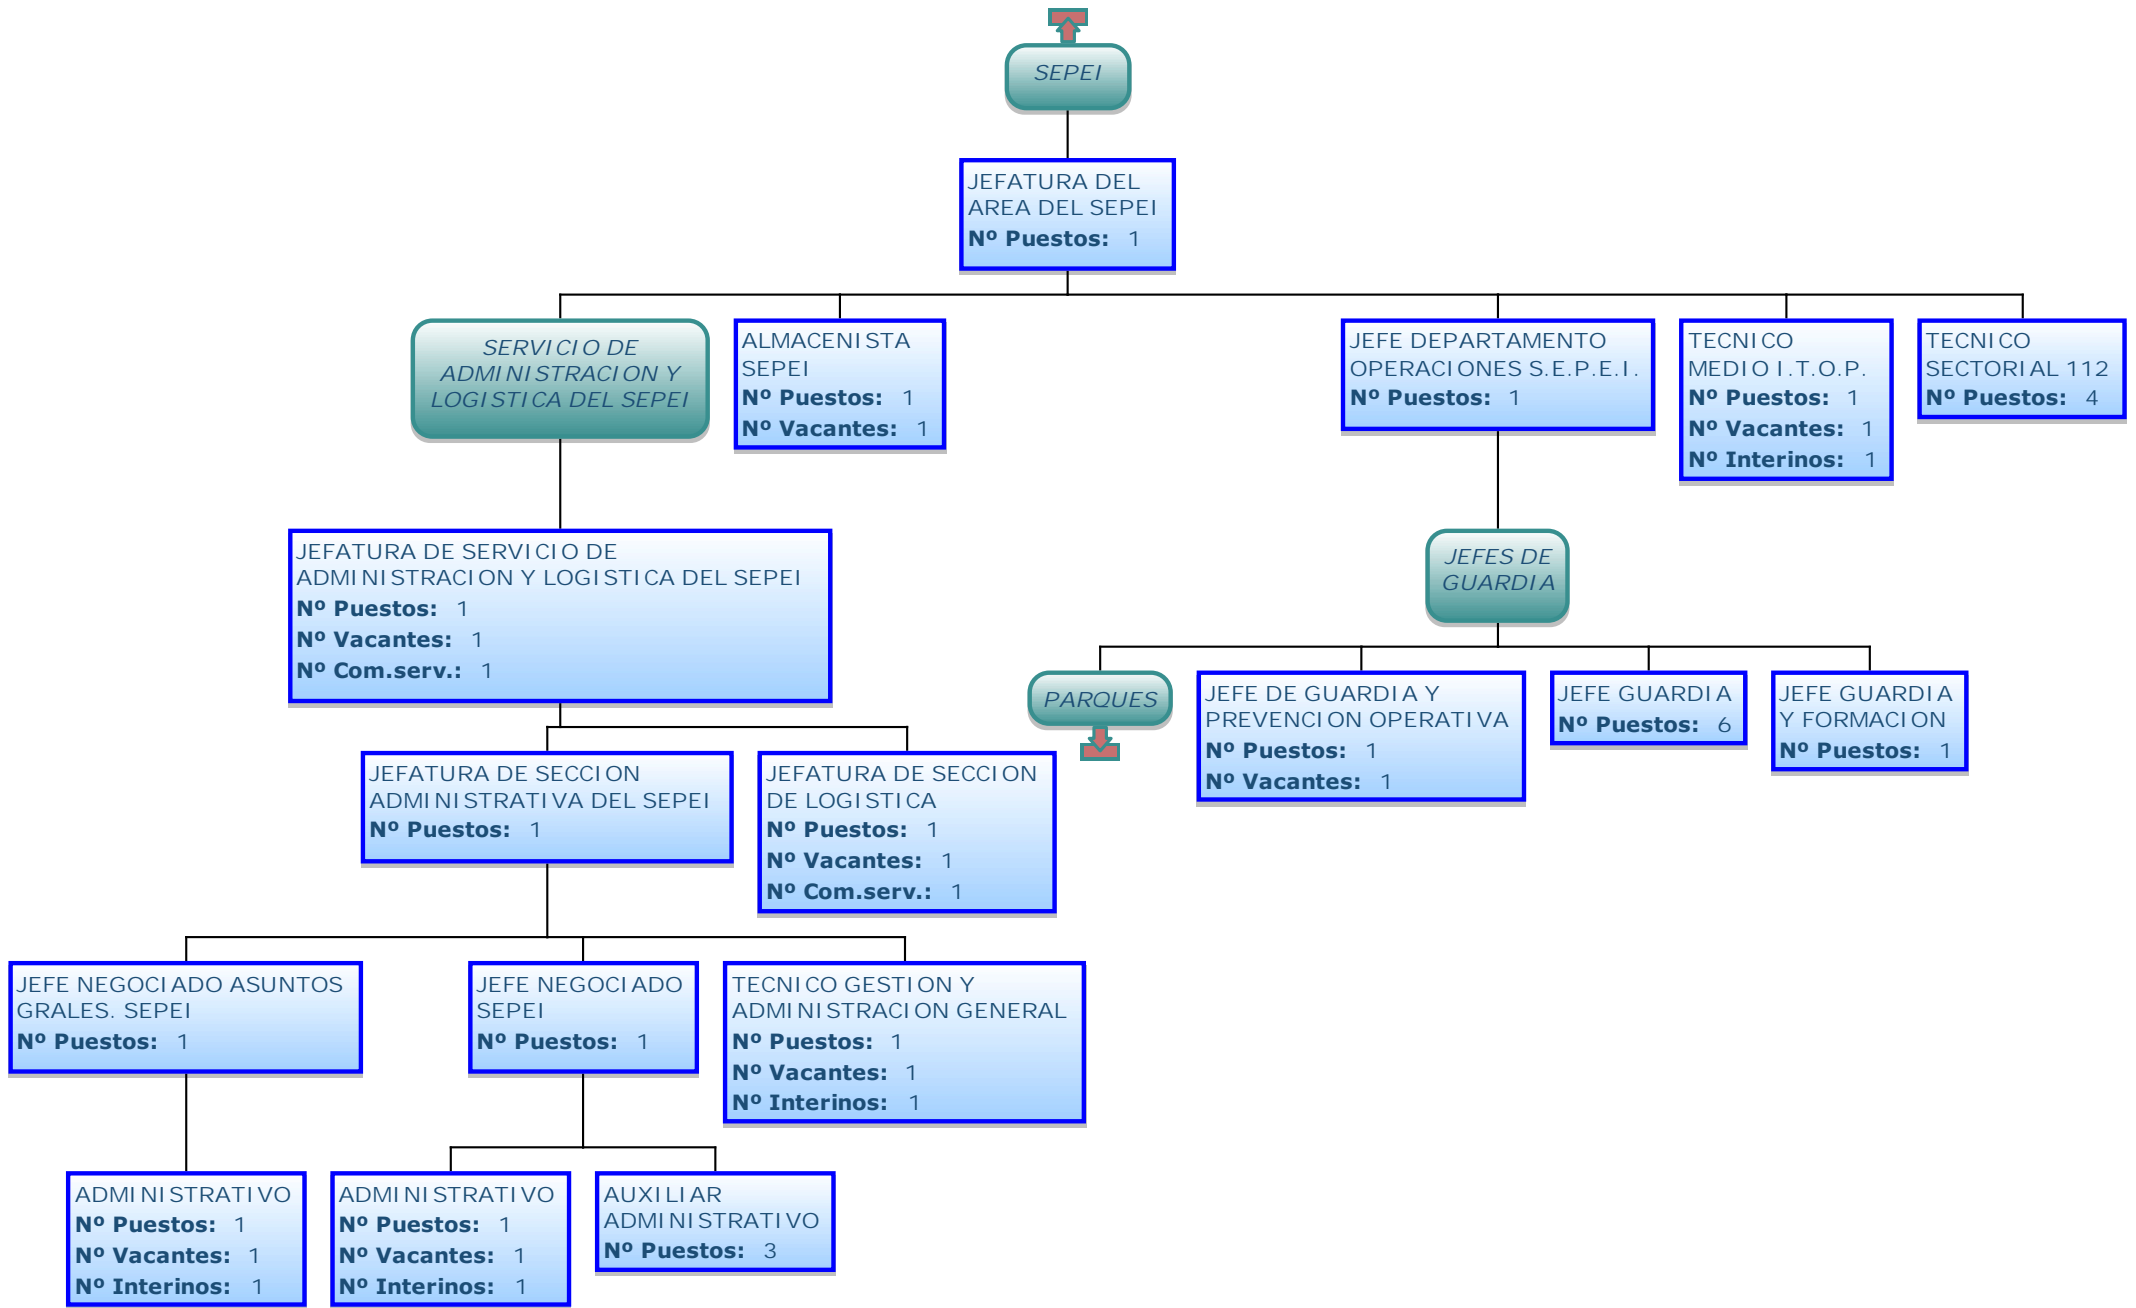 SEPEI
JEFATURA DEL
AREA DEL SEPEI
Nº Puestos: 1
SERVICIO DE
ADMINISTRACION Y
LOGISTICA DEL SEPEI
ALMACENISTA
SEPEI
Nº Puestos: 1
Nº Vacantes: 1
JEFE DEPARTAMENTO
OPERACIONES S.E.P.E.I.
Nº Puestos: 1
TECNICO
MEDIO I.T.O.P.
Nº Puestos: 1
Nº Vacantes: 1
Nº Interinos: 1
TECNICO
SECTORIAL 112
Nº Puestos: 4
JEFATURA DE SERVICIO DE
ADMINISTRACION Y LOGISTICA DEL SEPEI
Nº Puestos: 1
Nº Vacantes: 1
Nº Com.serv.: 1
JEFES DE
GUARDIA
PARQUES
JEFE DE GUARDIA Y
PREVENCION OPERATIVA
Nº Puestos: 1
Nº Vacantes: 1
JEFE GUARDIA
Nº Puestos: 6
JEFE GUARDIA
Y FORMACION
Nº Puestos: 1
JEFATURA DE SECCION
ADMINISTRATIVA DEL SEPEI
Nº Puestos: 1
JEFATURA DE SECCION
DE LOGISTICA
Nº Puestos: 1
Nº Vacantes: 1
Nº Com.serv.: 1
JEFE NEGOCIADO ASUNTOS
GRALES. SEPEI
Nº Puestos: 1
JEFE NEGOCIADO
SEPEI
Nº Puestos: 1
TECNICO GESTION Y
ADMINISTRACION GENERAL
Nº Puestos: 1
Nº Vacantes: 1
Nº Interinos: 1
ADMINISTRATIVO
Nº Puestos: 1
Nº Vacantes: 1
Nº Interinos: 1
ADMINISTRATIVO
Nº Puestos: 1
Nº Vacantes: 1
Nº Interinos: 1
AUXILIAR
ADMINISTRATIVO
Nº Puestos: 3